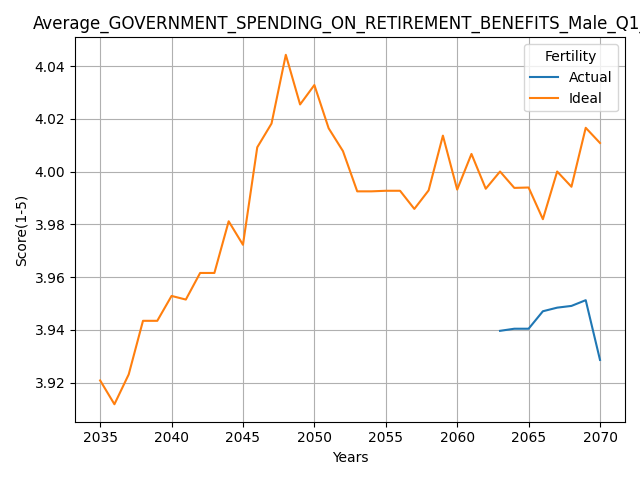 Average_GOVERNMENT_SPENDING_ON_RETIREMENT_BENEFITS_Male_Q1_
Fertility
Actual
Ideal
Score(1-5)
4.04
4.02
4.00
3.98
3.96
3.94
3.92
2035 2040 2045 2050 2055 2060 2065 2070
Years